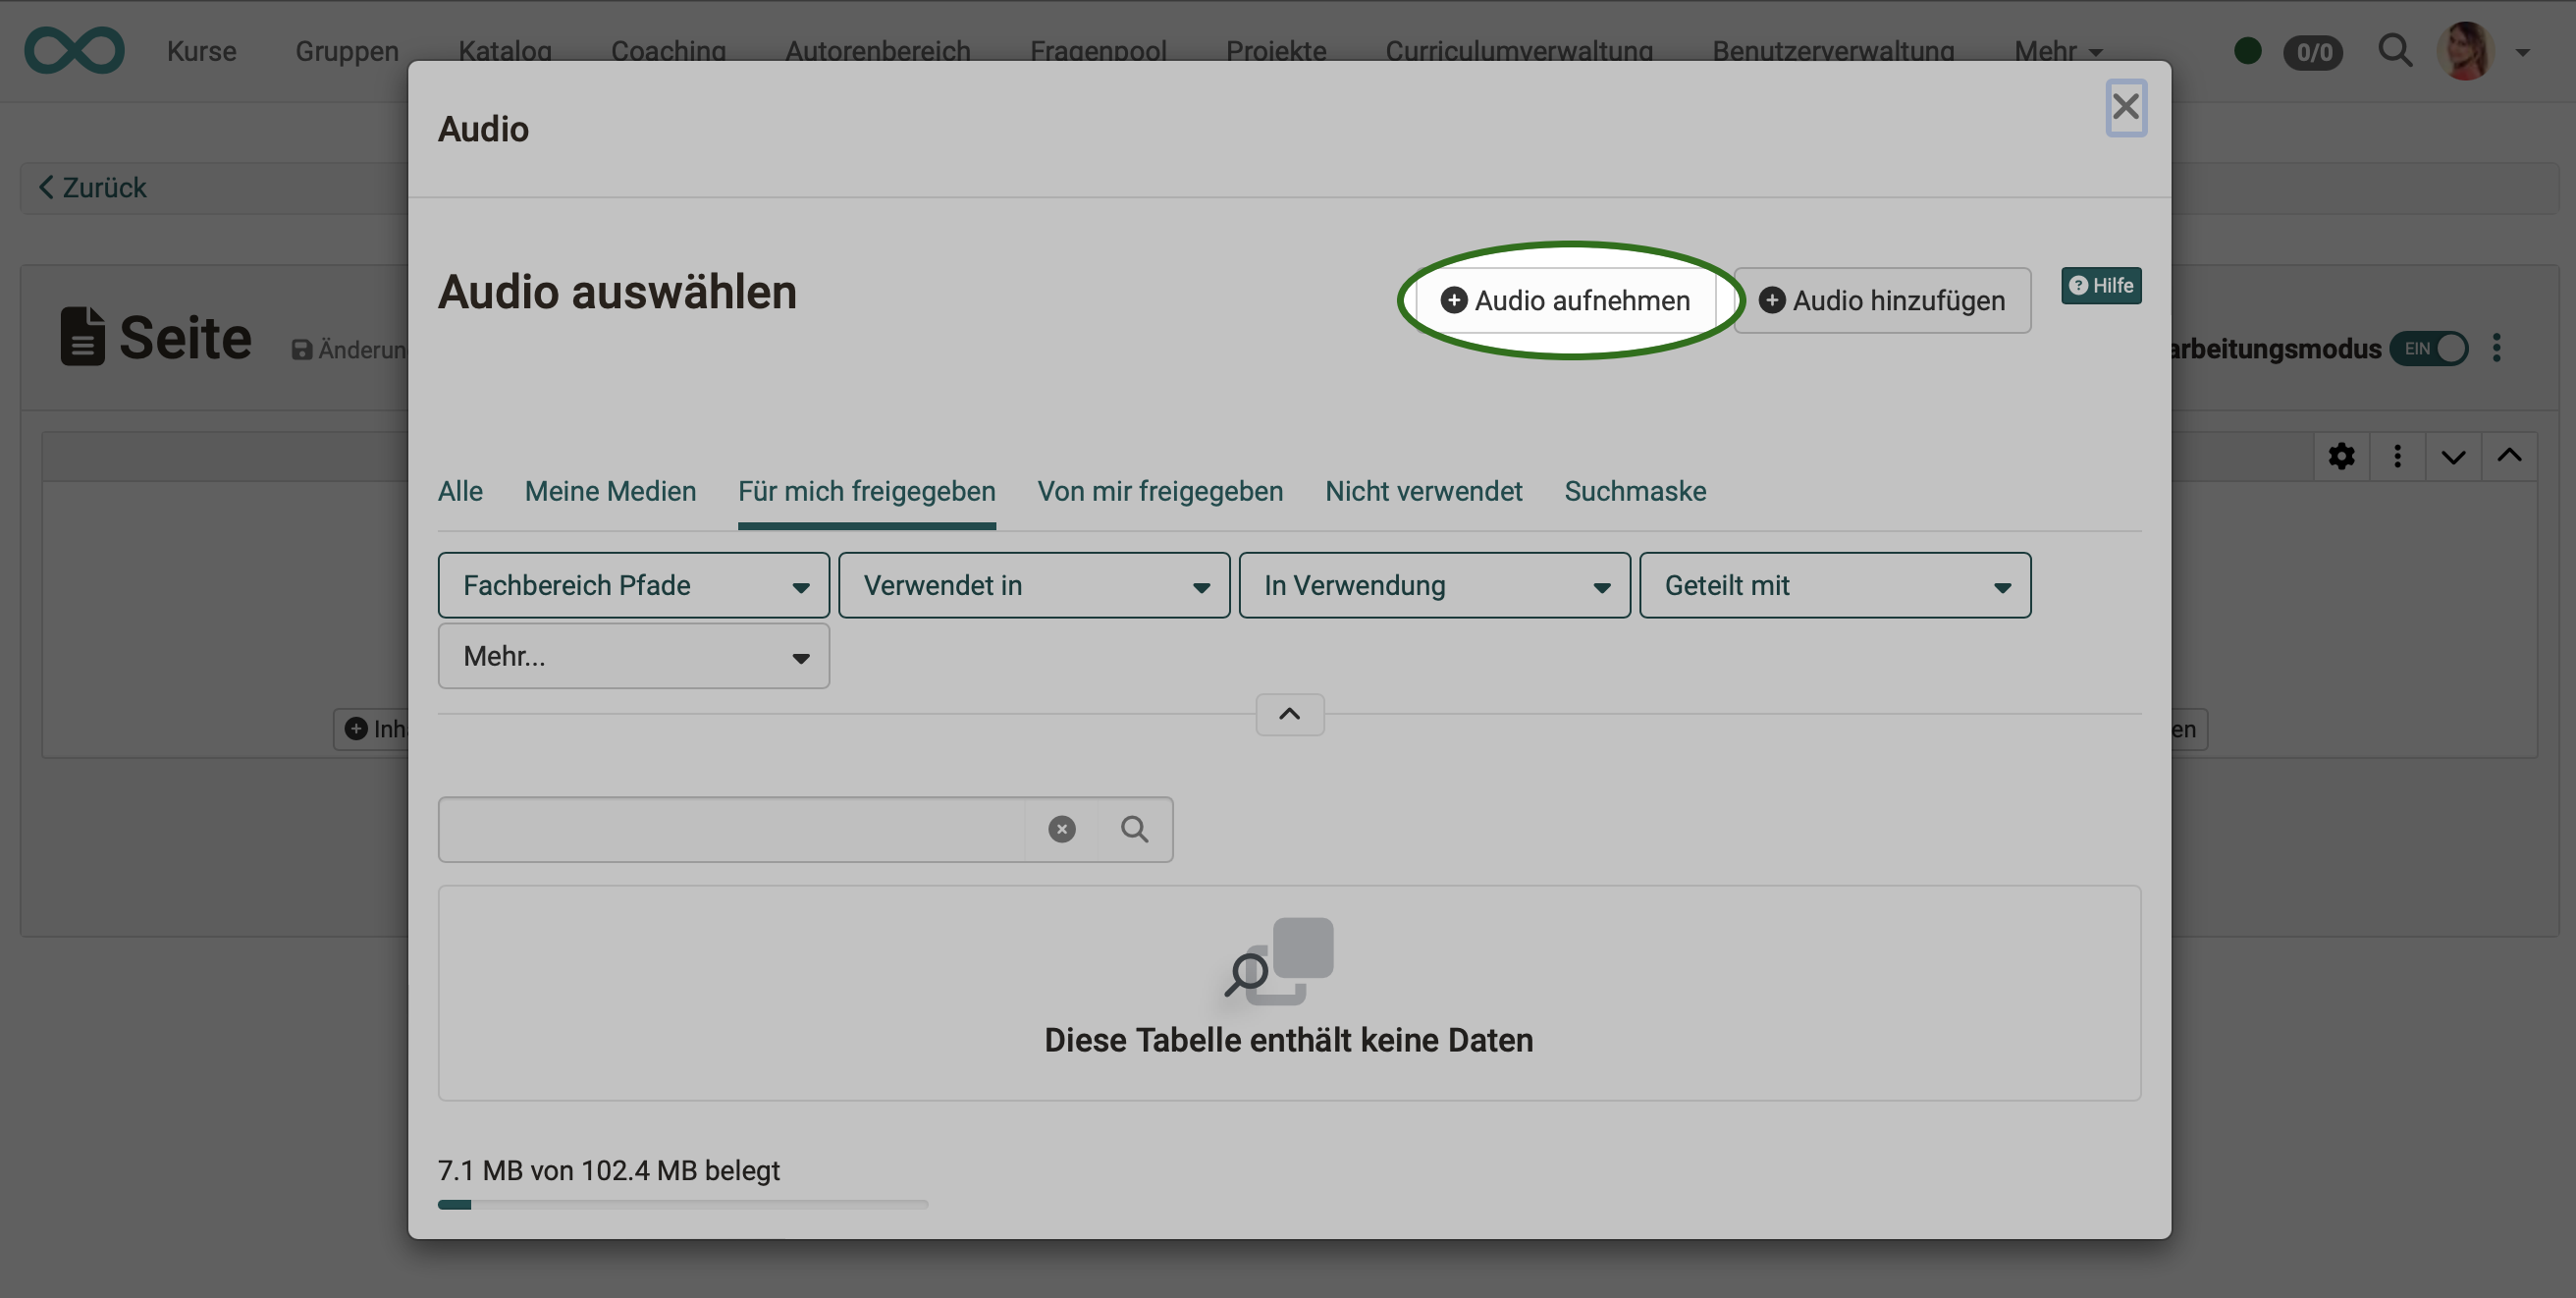 Kurse Gruppen Katalog Coaching Autorenbereich Fragenpool Projekte Curriculumverwaltung Benutzerverwaltung Mehr 0/0
Audio
Zurück
Audio auswählen Audio aufnehmen Audio hinzufügen Hilfe
Seite Änderun arbeitungsmodus EIN
Alle Meine Medien Für mich freigegeben Von mir freigegeben Nicht verwendet Suchmaske
Fachbereich Pfade Verwendet in In Verwendung Geteilt mit
Mehr...
Inh en
Diese Tabelle enthält keine Daten
7.1 MB von 102.4 MB belegt